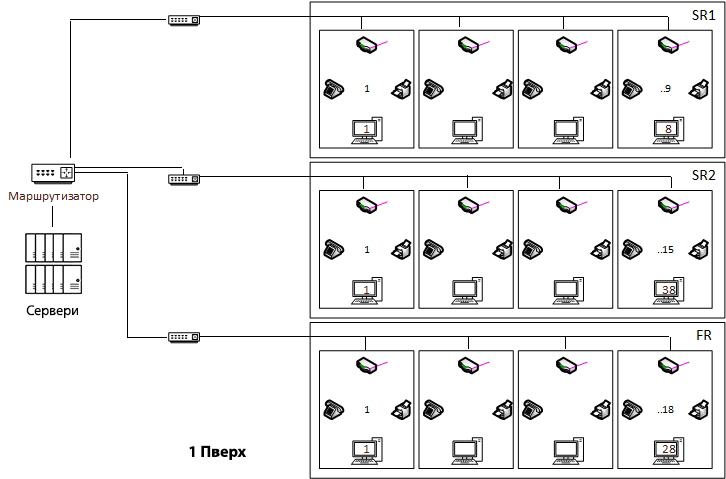 SR1
1
..9
1
8
Маршрутизатор
SR2
1
..15
1
38
Сервери
FR
1
..18
1
28
1 Пверх